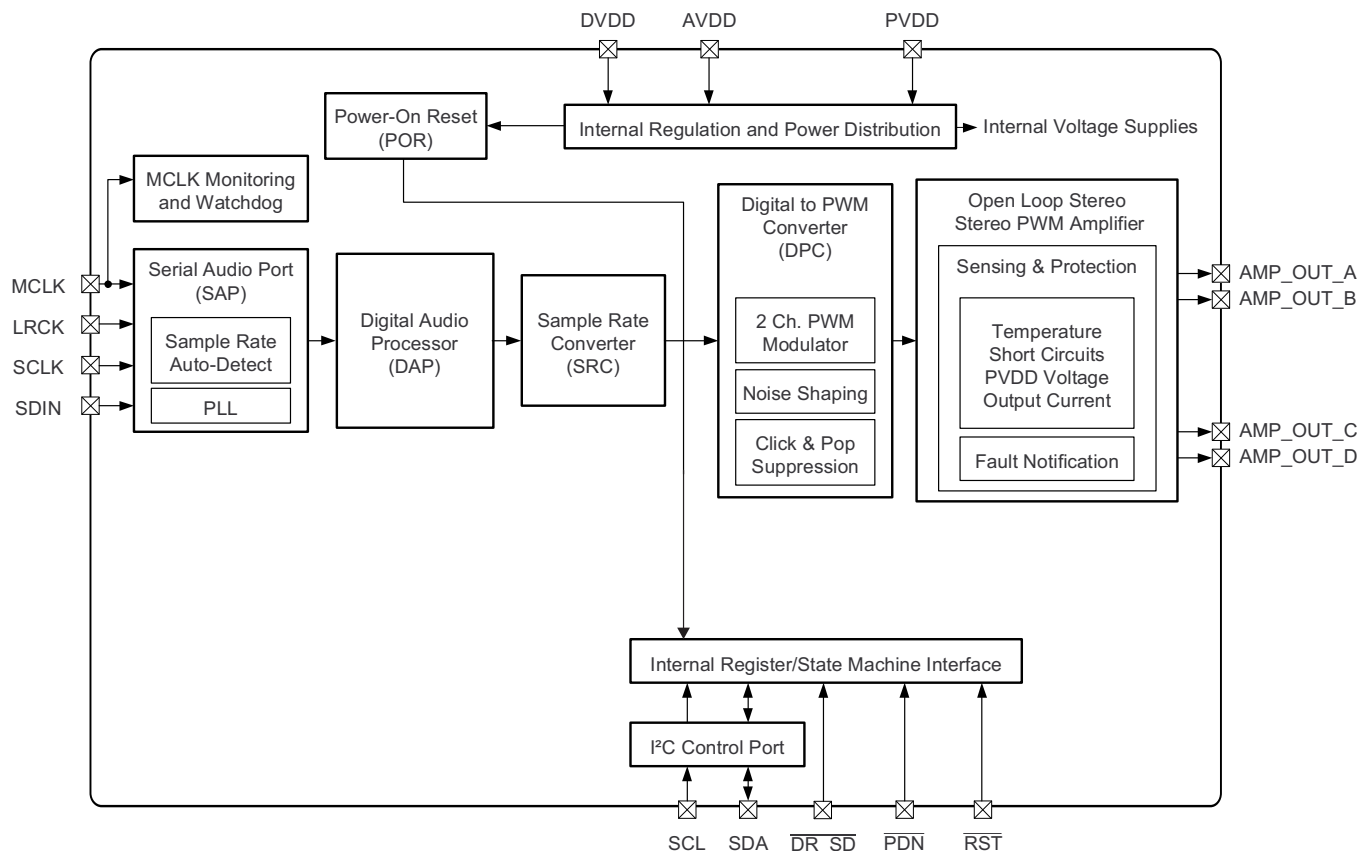 DVDD
AVDD
PVDD
Power-On Reset
(POR)
Internal Regulation and Power Distribution
Internal Voltage Supplies
MCLK Monitoring
and Watchdog
MCLK
LRCK
SCLK
SDIN
Serial Audio Port
(SAP)
Sample Rate
Auto-Detect
PLL
Digital Audio
Processor
(DAP)
Sample Rate
Converter
(SRC)
Digital to PWM
Converter
(DPC)
2 Ch. PWM
Modulator
Noise Shaping
Click & Pop
Suppression
Open Loop Stereo
Stereo PWM Amplifier
Sensing & Protection
Temperature
Short Circuits
PVDD Voltage
Output Current
Fault Notification
AMP_OUT_A
AMP_OUT_B
AMP_OUT_C
AMP_OUT_D
Internal Register/State Machine Interface
I²C Control Port
SCL
SDA
DR_SD
PDN
RST